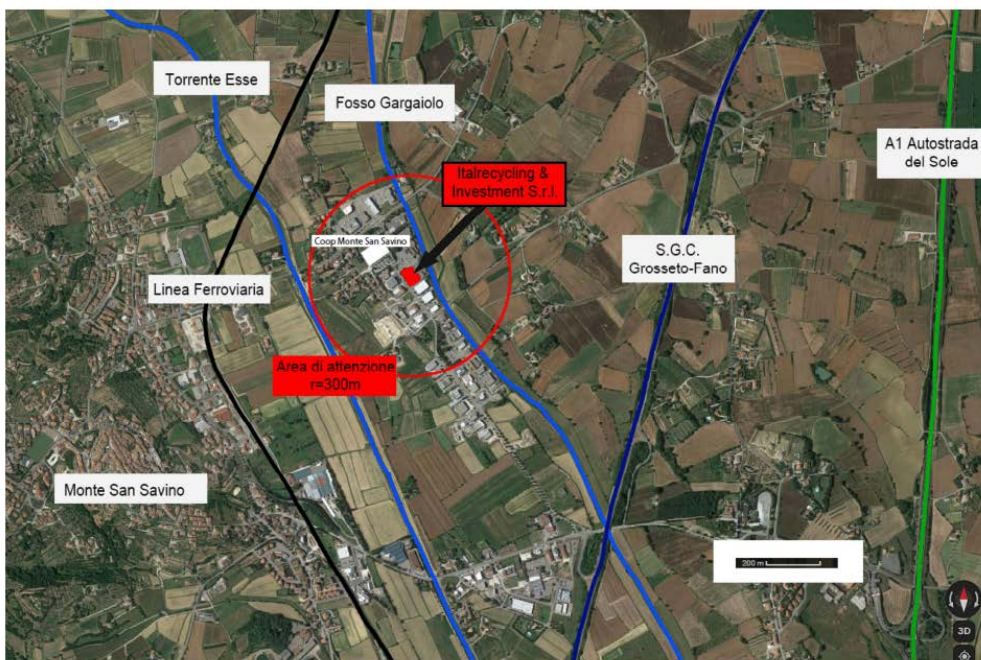 Torrente Esse
Fosso Gargaiolo
A1 Autostrada
del Sole
Italrecycling &
Investment S.r.l.
Coop Monte San Savino
S.G.C.
Grosseto-Fano
Linea Ferroviaria
Area di attenzione
r=300m
Monte San Savino
200 m
3D